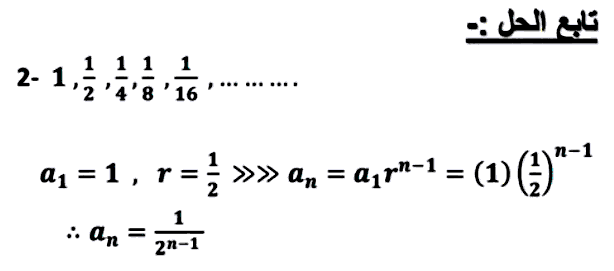 تابع الحل :-
2- 1 , 1/2 , 1/4 , 1/8 , 1/16 , ... ... ... .
a₁ = 1 , r = 1/2 >>> aₙ = a₁rⁿ⁻¹ = (1)(1/2)ⁿ⁻¹
∴ aₙ = 1/2ⁿ⁻¹